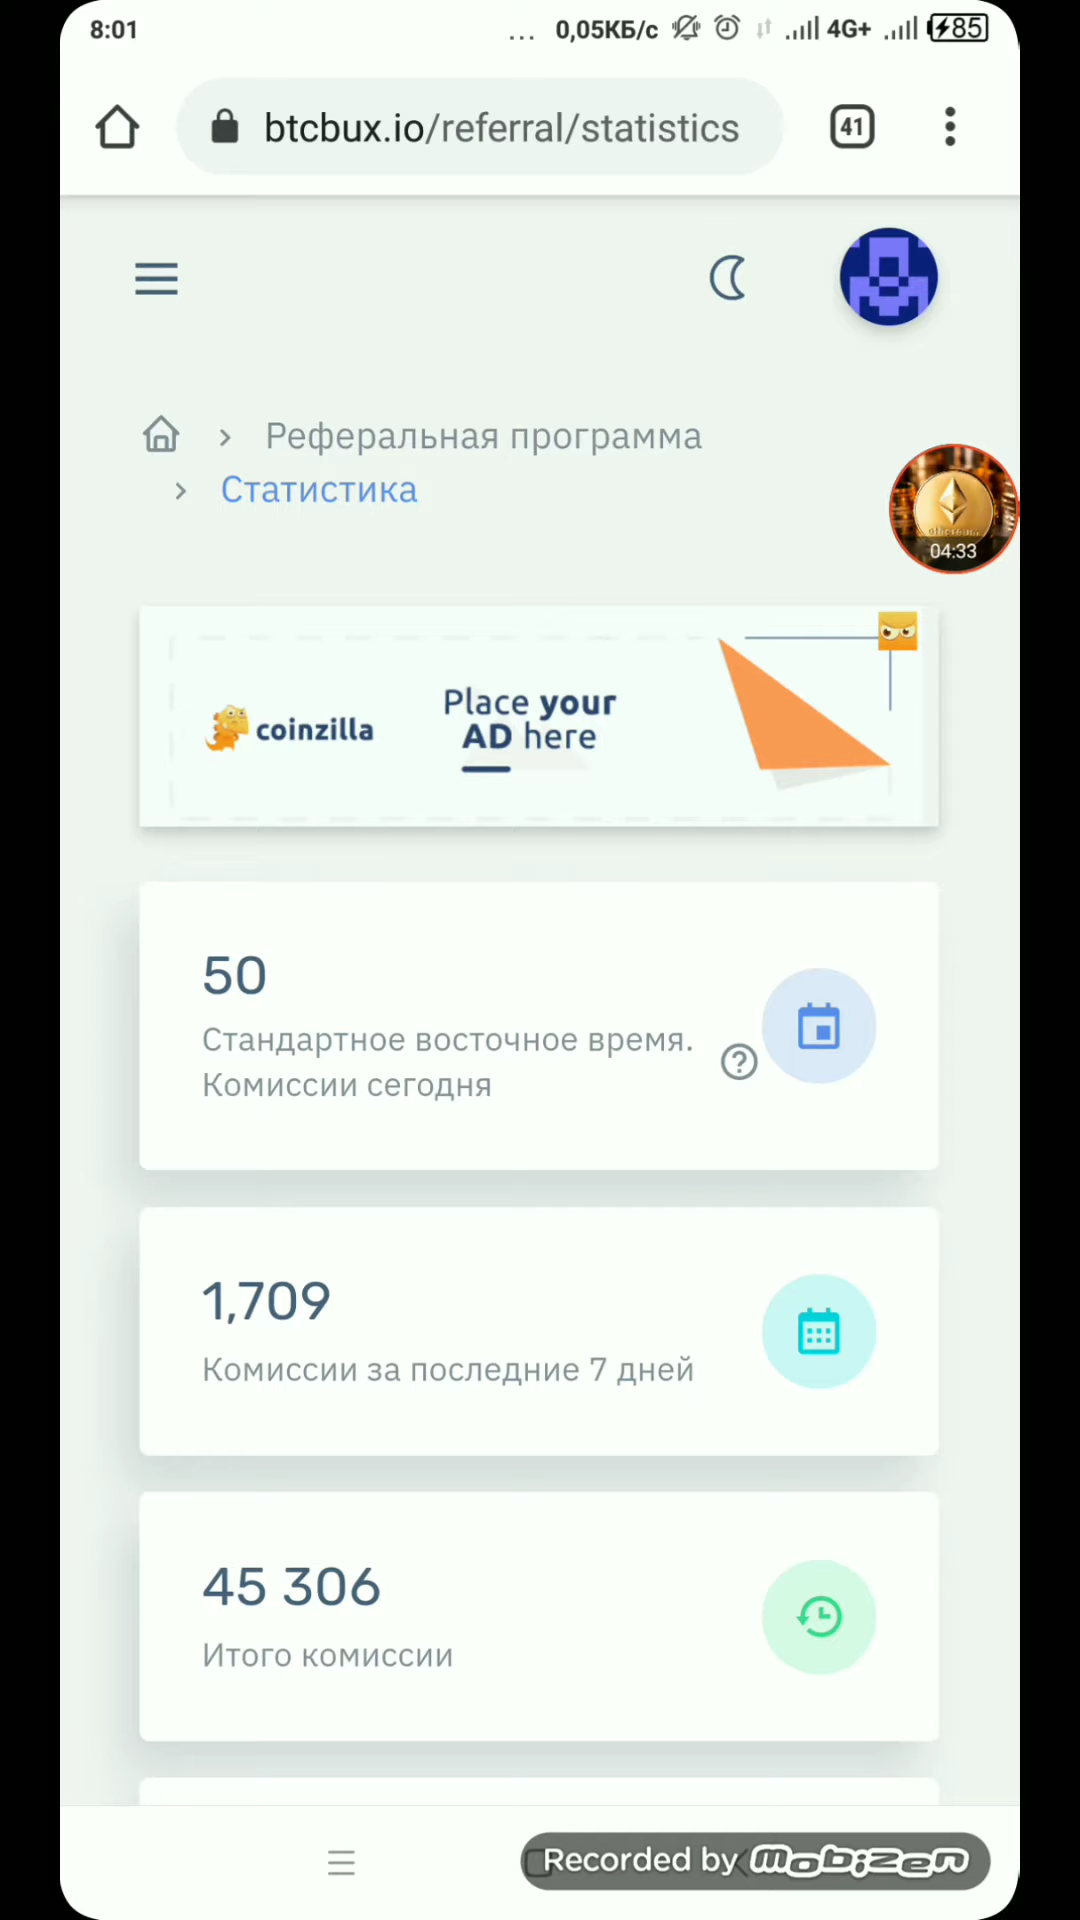 8:01
... 0,05КБ/с 4G+ 85
btcbux.io/referral/statistics
41
Реферальная программа
Статистика
04:33
coinzilla
Place your
AD here
50
Стандартное восточное время.
Комиссии сегодня
1,709
Комиссии за последние 7 дней
45 306
Итого комиссии
Recorded by Mobizen